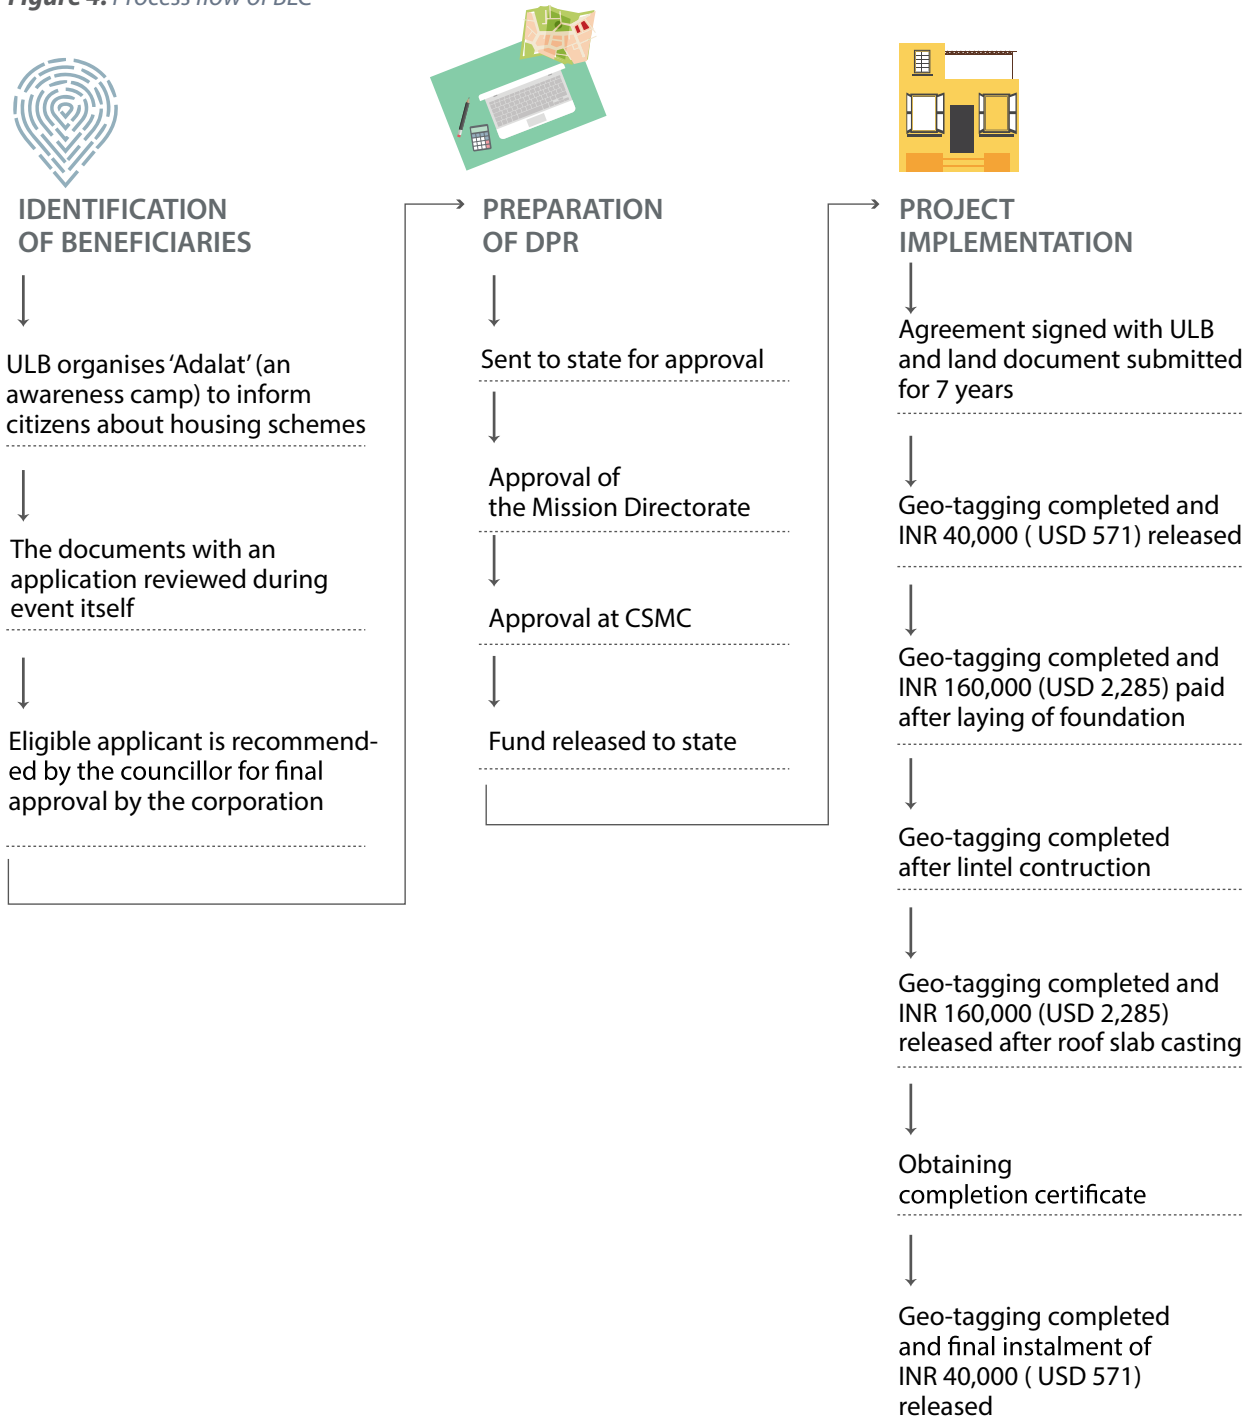 Figure 4. Process flow of BLC
IDENTIFICATION
OF BENEFICIARIES
ULB organises ‘Adalat’ (an
awareness camp) to inform
citizens about housing schemes
The documents with an
application reviewed during
event itself
Eligible applicant is recommend-
ed by the councillor for final
approval by the corporation
PREPARATION
OF DPR
Sent to state for approval
Approval of
the Mission Directorate
Approval at CSMC
Fund released to state
PROJECT
IMPLEMENTATION
Agreement signed with ULB
and land document submitted
for 7 years
Geo-tagging completed and
INR 40,000 ( USD 571) released
Geo-tagging completed and
INR 160,000 (USD 2,285) paid
after laying of foundation
Geo-tagging completed
after lintel contruction
Geo-tagging completed and
INR 160,000 (USD 2,285)
released after roof slab casting
Obtaining
completion certificate
Geo-tagging completed
and final instalment of
INR 40,000 ( USD 571)
released